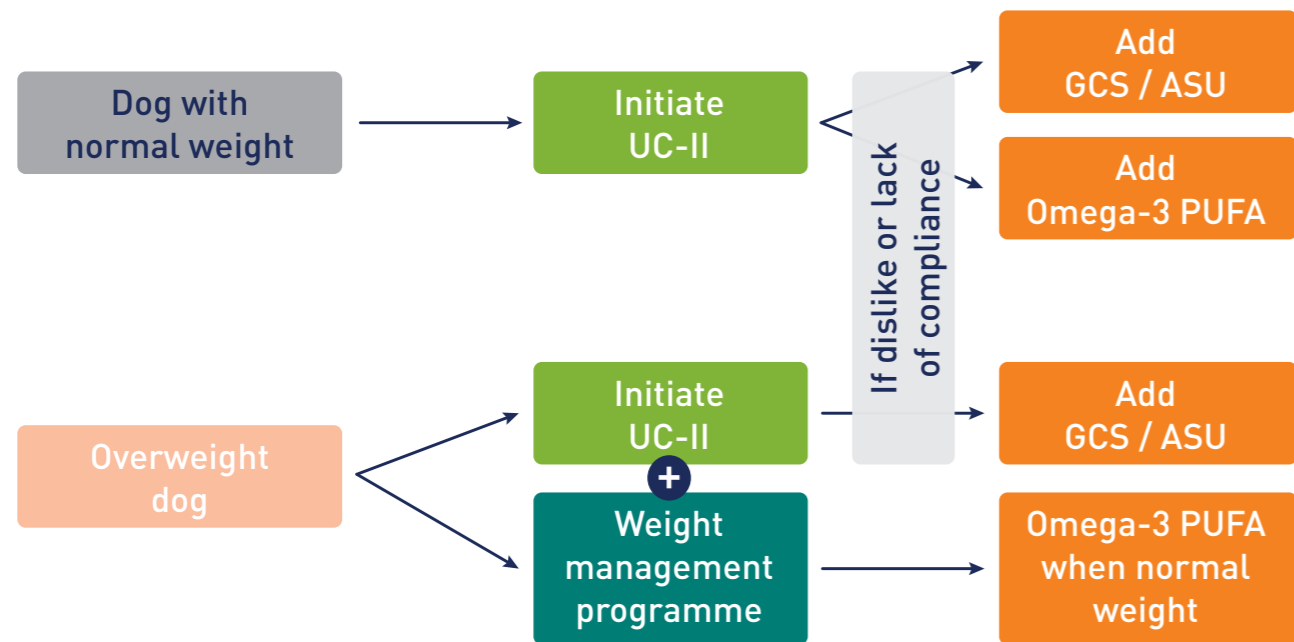 Dog with
normal weight
Initiate
UC-II
Add
GCS / ASU
Add
Omega-3 PUFA
If dislike or lack
of compliance
Overweight
dog
Initiate
UC-II
+
Weight
management
programme
Add
GCS / ASU
Omega-3 PUFA
when normal
weight